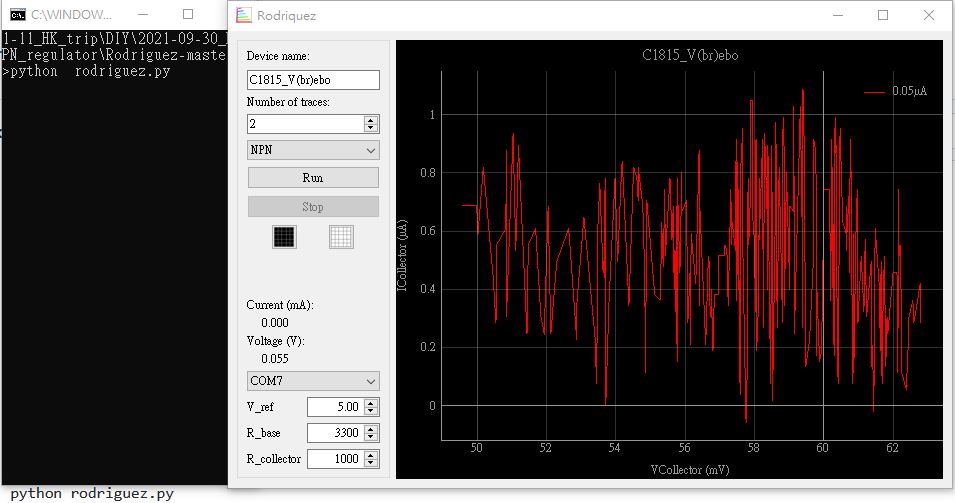 C:\WINDOW...
1-11_HK_trip\DIY\2021-09-30_
PN_regulator\Rodriguez-master
>python  rodriguez.py
Rodriquez
Device name:
C1815_V(br)ebo
Number of traces:
2
NPN
Run
Stop
Current (mA):
0.000
Voltage (V):
0.055
COM7
V_ref 5.00
R_base 3300
R_collector 1000
C1815_V(br)ebo
0.05µA
1
0.8
0.6
0.4
0.2
0
ICollector (µA)
50 52 54 56 58 60 62
VCollector (mV)
python rodriguez.py